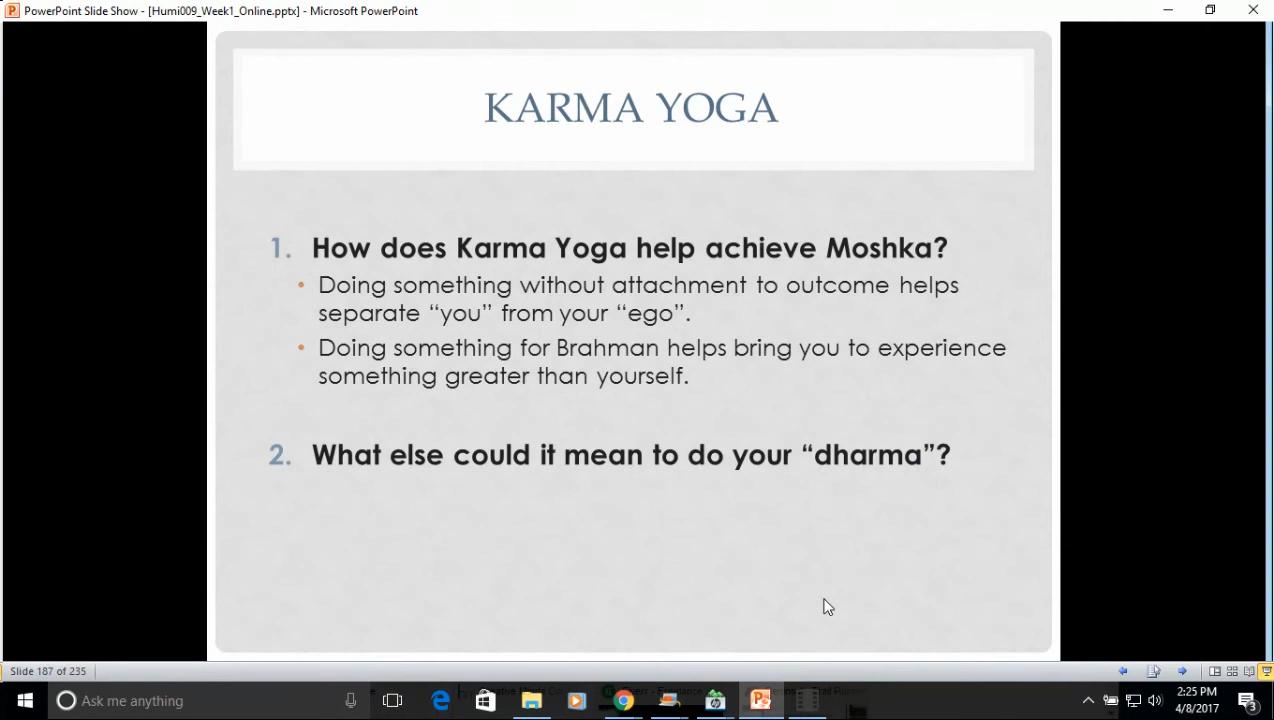 PowerPoint Slide Show - [Humi009_Week1_Online.pptx] - Microsoft PowerPoint
KARMA YOGA
1. How does Karma Yoga help achieve Moshka?
• Doing something without attachment to outcome helps
separate “you” from your “ego”.
• Doing something for Brahman helps bring you to experience
something greater than yourself.
2. What else could it mean to do your “dharma”?
Slide 187 of 235
Ask me anything
2:25 PM
4/8/2017
3